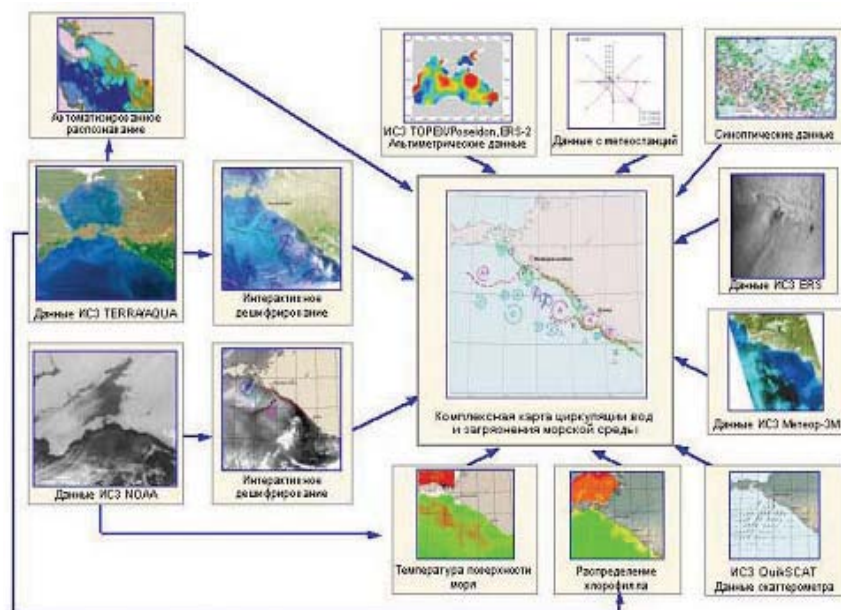 Автоматизированное
распознавание
ИСЗ TOPEX/Poseidon, ERS-2
Альтиметрические данные
Данные с метеостанций
Синоптические данные
Данные ИСЗ TERRA/AQUA
Интерактивное
дешифрирование
Данные ИСЗ ERS
Комплексная карта циркуляции вод
и загрязнения морской среды
Данные ИСЗ Метеор-3М
Данные ИСЗ NOAA
Интерактивное
дешифрирование
Температура поверхности
моря
Распределение
хлорофилла
ИСЗ QuikSCAT
Данные скаттерометра